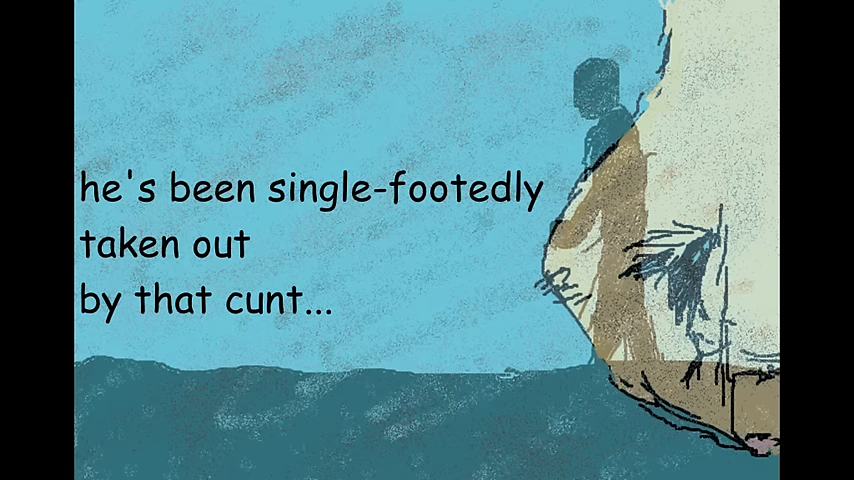 he's been single-footedly
taken out
by that cunt...